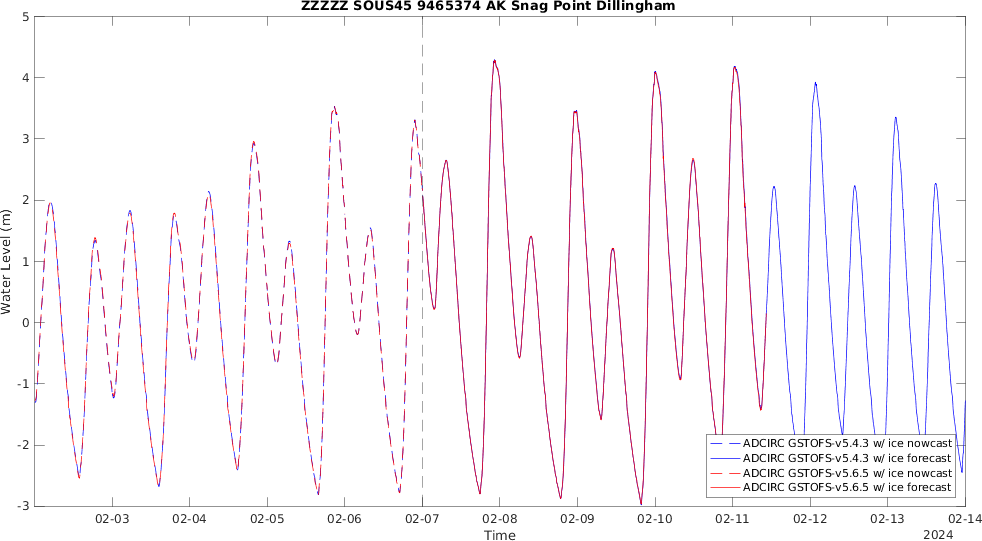 ZZZZZ SOUS45 9465374 AK Snag Point Dillingham
Water Level (m)
5
4
3
2
1
0
-1
-2
-3
ADCIRC GSTOFS-v5.4.3 w/ ice nowcast
ADCIRC GSTOFS-v5.4.3 w/ ice forecast
ADCIRC GSTOFS-v5.6.5 w/ ice nowcast
ADCIRC GSTOFS-v5.6.5 w/ ice forecast
02-03 02-04 02-05 02-06 02-07 02-08 02-09 02-10 02-11 02-12 02-13 02-14
Time
2024